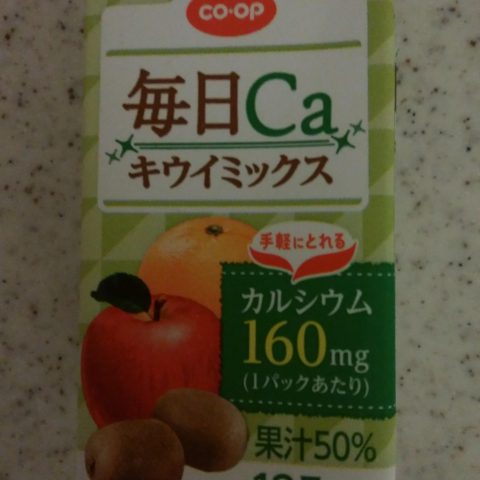 co·op
毎日Ca
キウイミックス
手軽にとれる
カルシウム
160mg
(1パックあたり)
果汁50%